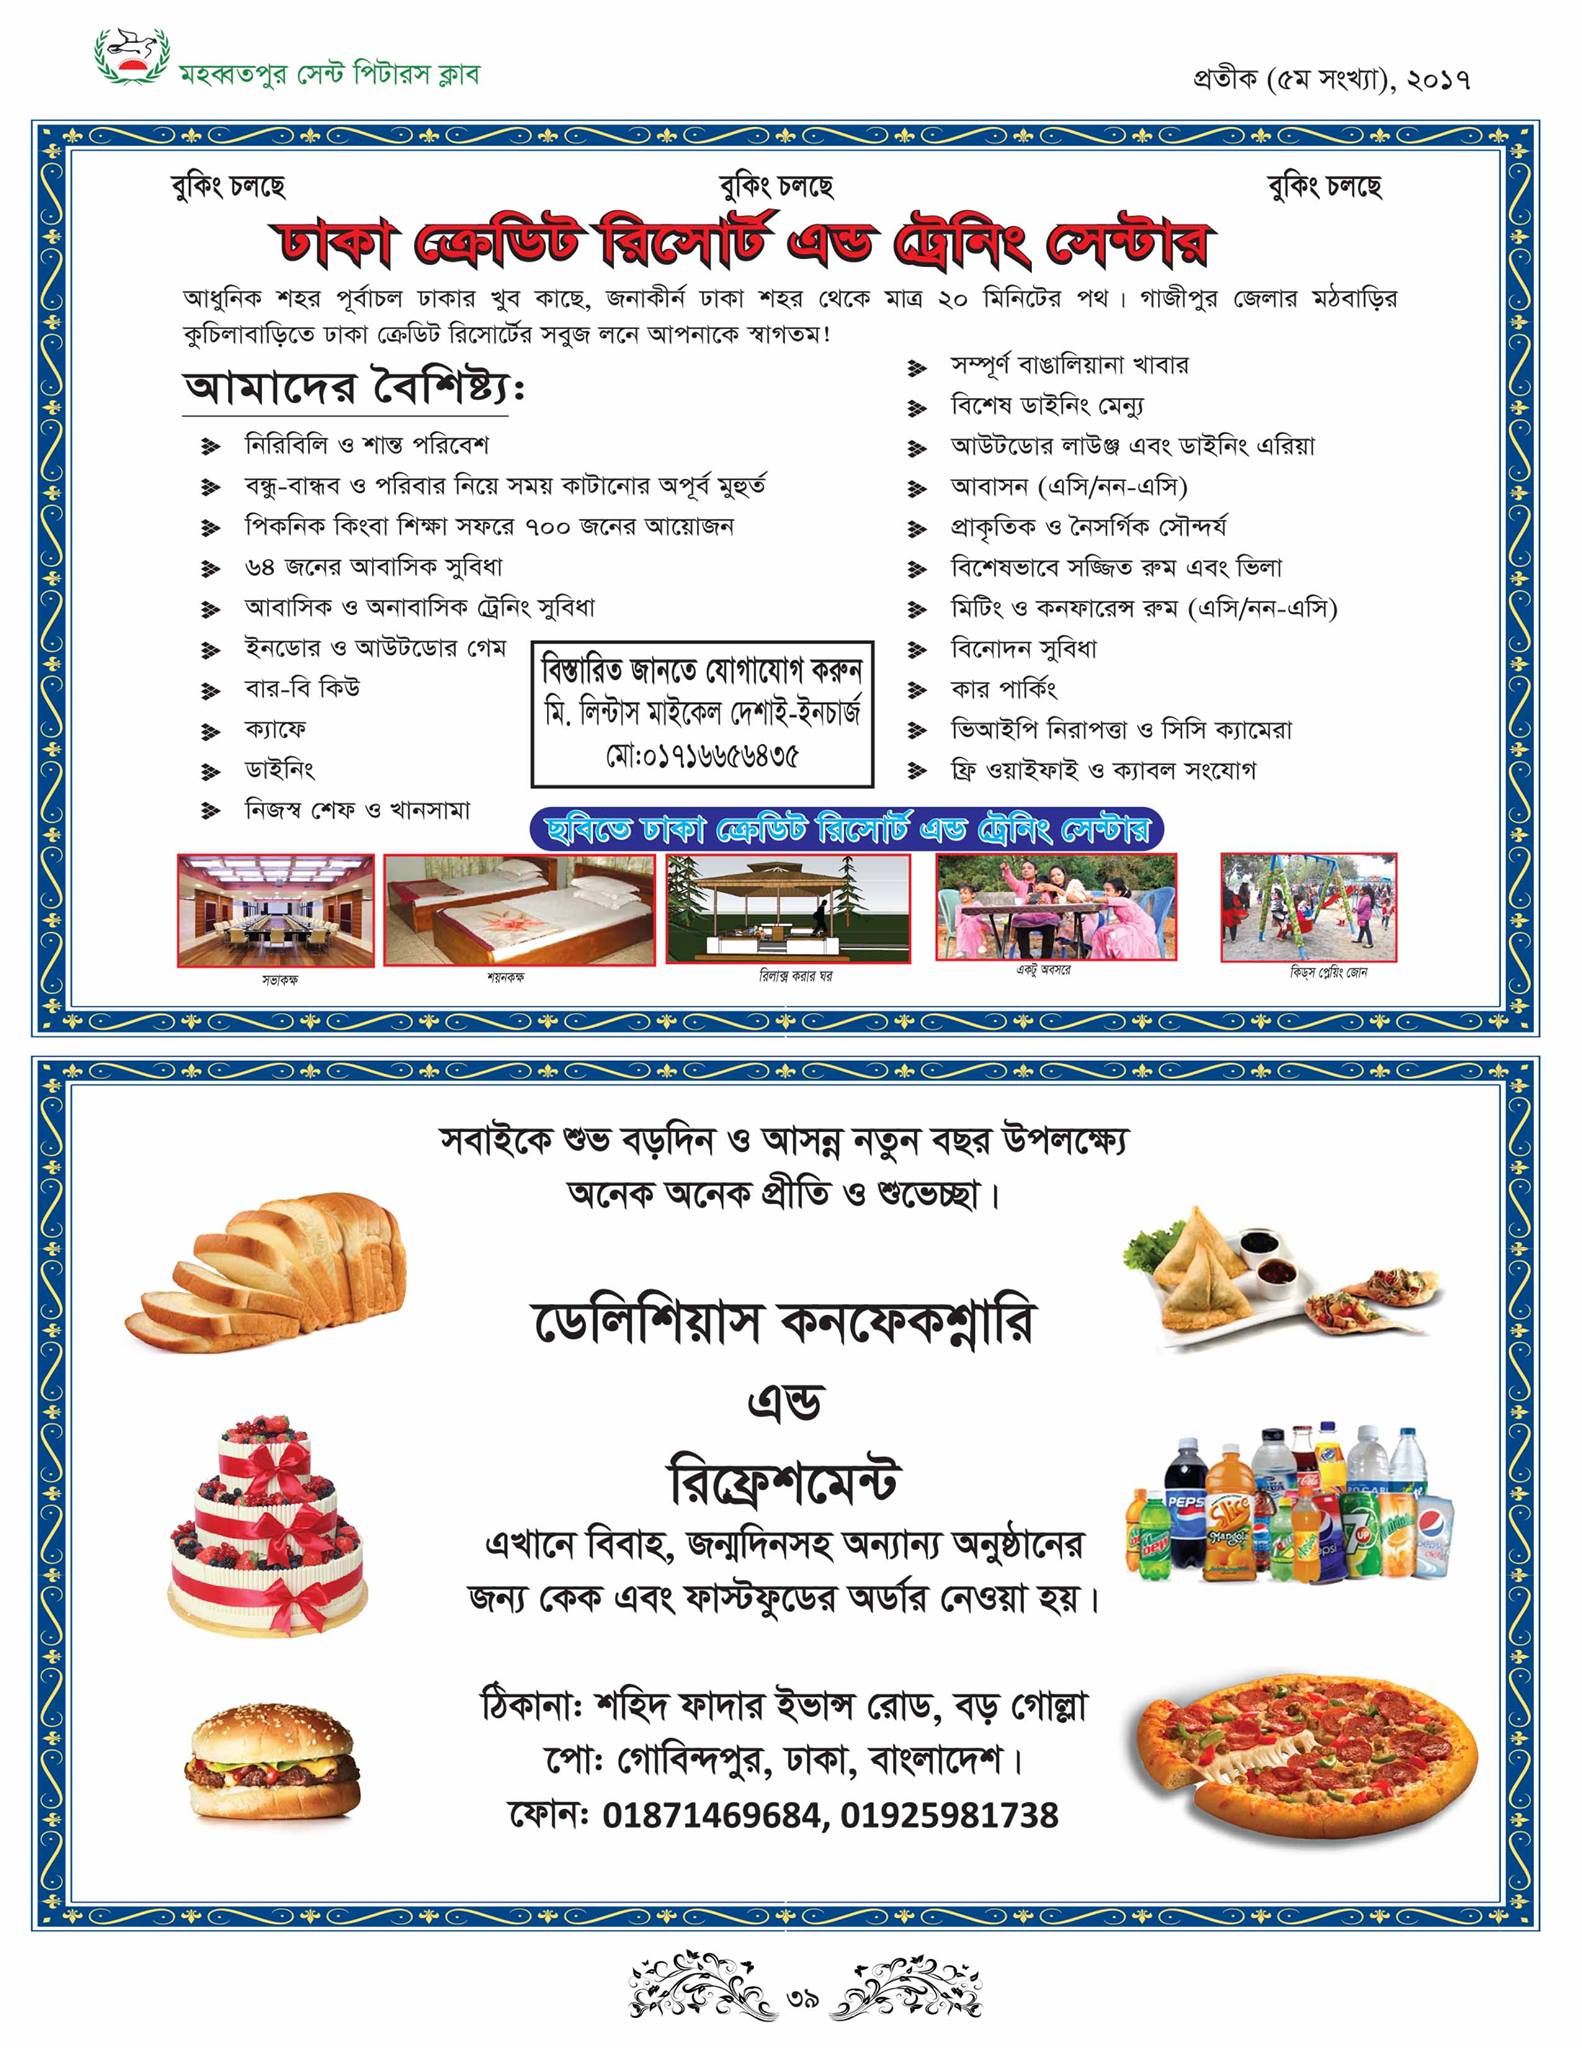 মহব্বতপুর সেন্ট পিটারস ক্লাব
প্রতীক (৫ম সংখ্যা), ২০১৭
বুকিং চলছে বুকিং চলছে বুকিং চলছে
ঢাকা ক্রেডিট রিসোর্ট এন্ড ট্রেনিং সেন্টার
আধুনিক শহর পূর্বাচল ঢাকার খুব কাছে, জনাকীর্ন ঢাকা শহর থেকে মাত্র ২০ মিনিটের পথ। গাজীপুর জেলার মঠবাড়ির
কুচিলাবাড়িতে ঢাকা ক্রেডিট রিসোর্টের সবুজ লনে আপনাকে স্বাগতম!
আমাদের বৈশিষ্ট্য:
নিরিবিলি ও শান্ত পরিবেশ
বন্ধু-বান্ধব ও পরিবার নিয়ে সময় কাটানোর অপূর্ব মুহুর্ত
পিকনিক কিংবা শিক্ষা সফরে ৭০০ জনের আয়োজন
৬৪ জনের আবাসিক সুবিধা
আবাসিক ও অনাবাসিক ট্রেনিং সুবিধা
ইনডোর ও আউটডোর গেম
বার-বি কিউ
ক্যাফে
ডাইনিং
নিজস্ব শেফ ও খানসামা
সম্পূর্ণ বাঙালিয়ানা খাবার
বিশেষ ডাইনিং মেন্যু
আউটডোর লাউঞ্জ এবং ডাইনিং এরিয়া
আবাসন (এসি/নন-এসি)
প্রাকৃতিক ও নৈসর্গিক সৌন্দর্য
বিশেষভাবে সজ্জিত রুম এবং ভিলা
মিটিং ও কনফারেন্স রুম (এসি/নন-এসি)
বিনোদন সুবিধা
কার পার্কিং
ভিআইপি নিরাপত্তা ও সিসি ক্যামেরা
ফ্রি ওয়াইফাই ও ক্যাবল সংযোগ
বিস্তারিত জানতে যোগাযোগ করুন
মি. লিন্টাস মাইকেল দেশাই-ইনচার্জ
মো:০১৭১৬৬৫৬৪৩৫
ছবিতে ঢাকা ক্রেডিট রিসোর্ট এন্ড ট্রেনিং সেন্টার
সভাকক্ষ
শয়নকক্ষ
রিলাক্স করার ঘর
একটু অবসরে
কিড্‌স প্লেয়িং জোন
সবাইকে শুভ বড়দিন ও আসন্ন নতুন বছর উপলক্ষ্যে
অনেক অনেক প্রীতি ও শুভেচ্ছা।
ডেলিশিয়াস কনফেকশ্নারি
এন্ড
রিফ্রেশমেন্ট
এখানে বিবাহ, জন্মদিনসহ অন্যান্য অনুষ্ঠানের
জন্য কেক এবং ফাস্টফুডের অর্ডার নেওয়া হয়।
ঠিকানা: শহিদ ফাদার ইভান্স রোড, বড় গোল্লা
পো: গোবিন্দপুর, ঢাকা, বাংলাদেশ।
ফোন: 01871469684, 01925981738
PEPSI
Slice
Mango
7UP
pepsi
৩৯